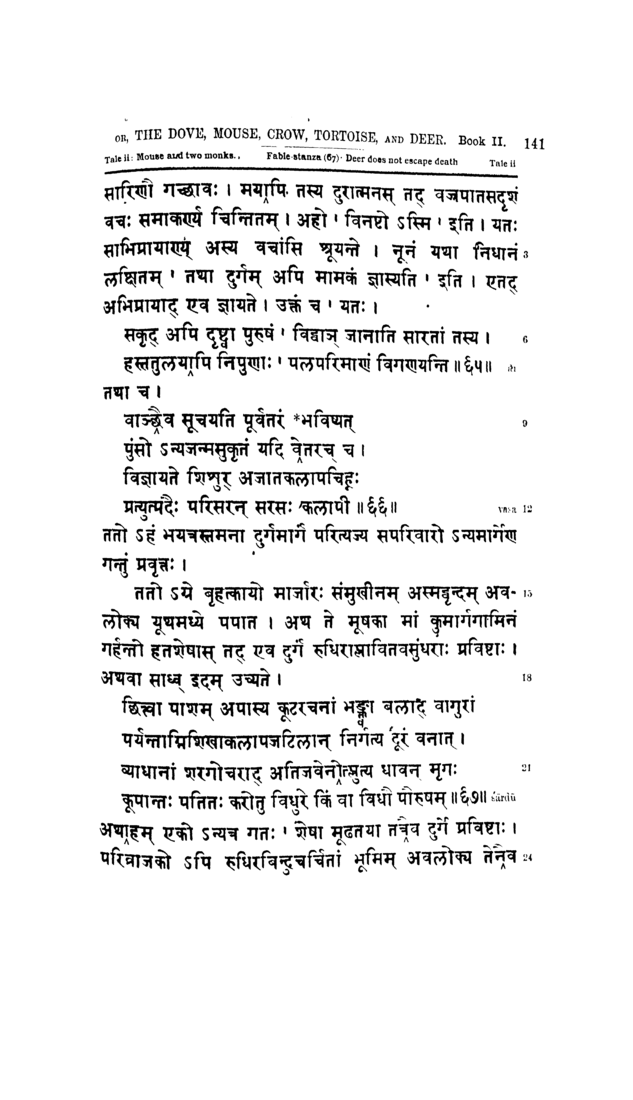 OR, THE DOVE, MOUSE, CROW, TORTOISE, AND DEER. Book II. 141
Tale ii: Mouse and two monks. Fable-stanza (67): Deer does not escape death Tale ii
सारिणौ गच्छावः । मयापि तस्य दुरात्मनस् तद् वज्रपातसदृशं
वचः समाकर्ण्य चिन्तितम् । अहो ' विनष्टो ऽस्मि ' इति । यतः
साभिप्रायाण्य् अस्य वचांसि श्रूयन्ते । नूनं यथा निधानं 3
लक्षितम् ' तथा दुर्गम् अपि मामकं ज्ञास्यति ' इति । एतद्
अभिप्रायाद् एव ज्ञायते । उक्तं च ' यतः ।
सकृद् अपि दृष्ट्वा पुरुषं ' विद्वाञ् जानाति सारतां तस्य । 6
हस्ततुलयापि निपुणाः ' पलपरिमाणं विगणयन्ति ॥ ६५॥
तथा च ।
वाञ्छैव सूचयति पूर्वतरं *भविष्यत् 9
पुंसो ऽन्यजन्मसुकृतं यदि वेतरच् च ।
विज्ञायते शिशुर् अजातकलापचिह्नः
प्रत्युत्पदैः परिसरन् सरसः कलापी ॥ ६६॥ vasa 12
ततो ऽहं भयत्रस्तमना दुर्गमार्गं परित्यज्य सपरिवारो ऽन्यमार्गेण
गन्तुं प्रवृत्तः ।
ततो ऽग्रे बृहत्कायो मार्जारः संमुखीनम् अस्मद्वृन्दम् अव- 15
लोक्य यूथमध्ये पपात । अथ ते मूषका मां कुमार्गगामिनं
गर्हन्तो हतशेषास् तद् एव दुर्गं रुधिराप्लावितवसुंधराः प्रविष्टाः ।
अथवा साध्व् इदम् उच्यते । 18
छित्त्वा पाशम् अपास्य कूटरचनां भङ्क्त्वा बलाद् वागुरां
पर्यन्ताग्निशिखाकलापजटिलान् निर्गत्य दूरं वनात् ।
व्याधानां शरगोचराद् अतिजवेनोत्प्लुत्य धावन् मृगः 21
कूपान्तः पतितः करोतु विधुरे किं वा विधौ पौरुषम् ॥ ६७॥ śārdū
अथाहम् एको ऽन्यत्र गतः ' शेषा मूढतया तत्रैव दुर्गे प्रविष्टाः ।
परिव्राजको ऽपि रुधिरबिन्दुचर्चितां भूमिम् अवलोक्य तेनैव 24